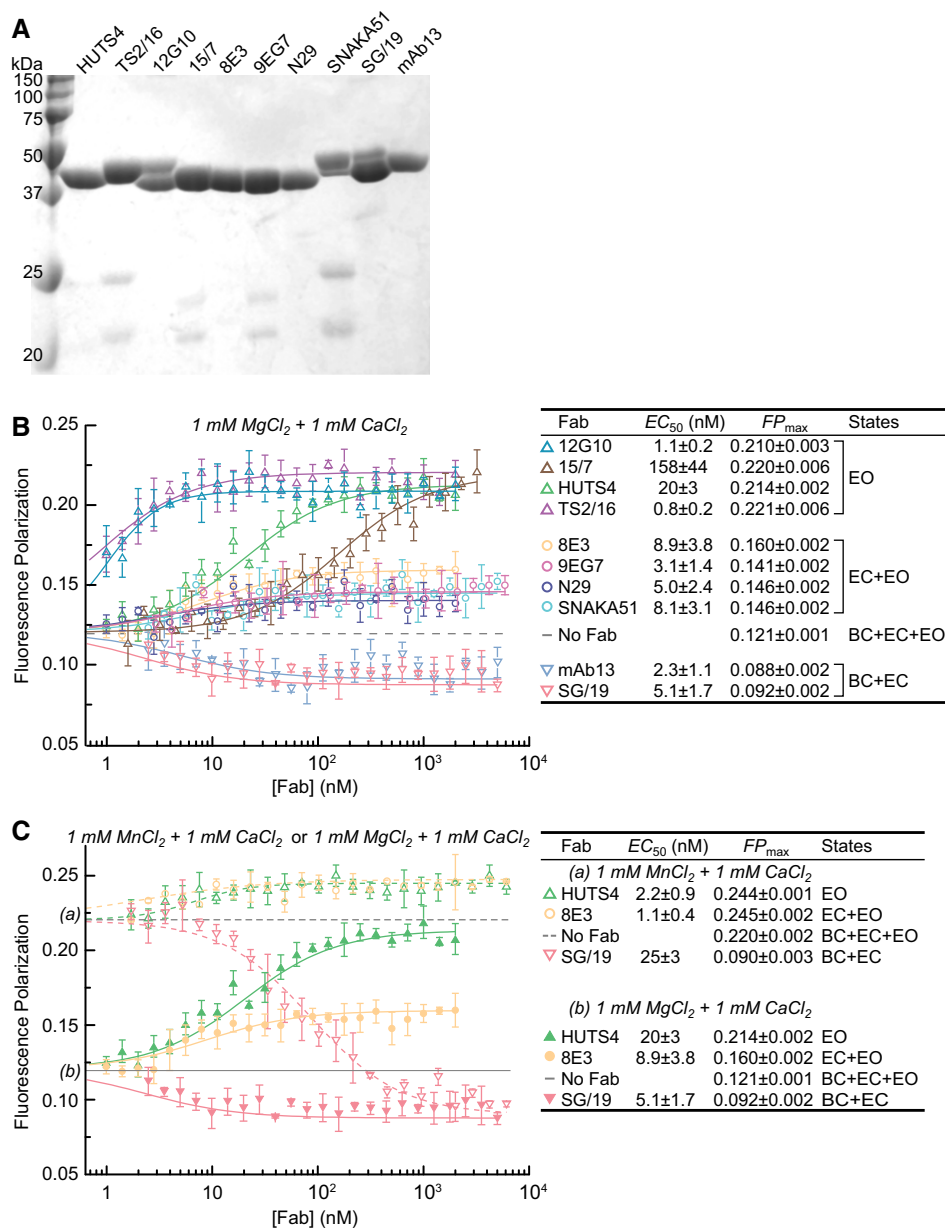 A
HUTS4 TS2/16 12G10 15/7 8E3 9EG7 N29 SNAKA51 SG/19 mAb13
kDa
150
100
75
50
37
25
20
B
1 mM MgCl₂ + 1 mM CaCl₂
Fluorescence Polarization
0.25
0.20
0.15
0.10
0.05
1 10 10² 10³ 10⁴
[Fab] (nM)
Fab EC₅₀ (nM) FPₘₐₓ States
12G10 1.1±0.2 0.210±0.003
15/7 158±44 0.220±0.006
HUTS4 20±3 0.214±0.002
TS2/16 0.8±0.2 0.221±0.006
EO
8E3 8.9±3.8 0.160±0.002
9EG7 3.1±1.4 0.141±0.002
N29 5.0±2.4 0.146±0.002
SNAKA51 8.1±3.1 0.146±0.002
EC+EO
No Fab 0.121±0.001 BC+EC+EO
mAb13 2.3±1.1 0.088±0.002
SG/19 5.1±1.7 0.092±0.002
BC+EC
C
1 mM MnCl₂ + 1 mM CaCl₂ or 1 mM MgCl₂ + 1 mM CaCl₂
Fluorescence Polarization
0.25
(a)
0.20
0.15
(b)
0.10
0.05
1 10 10² 10³ 10⁴
[Fab] (nM)
Fab EC₅₀ (nM) FPₘₐₓ States
(a) 1 mM MnCl₂ + 1 mM CaCl₂
HUTS4 2.2±0.9 0.244±0.001 EO
8E3 1.1±0.4 0.245±0.002 EC+EO
No Fab 0.220±0.002 BC+EC+EO
SG/19 25±3 0.090±0.003 BC+EC
(b) 1 mM MgCl₂ + 1 mM CaCl₂
HUTS4 20±3 0.214±0.002 EO
8E3 8.9±3.8 0.160±0.002 EC+EO
No Fab 0.121±0.001 BC+EC+EO
SG/19 5.1±1.7 0.092±0.002 BC+EC